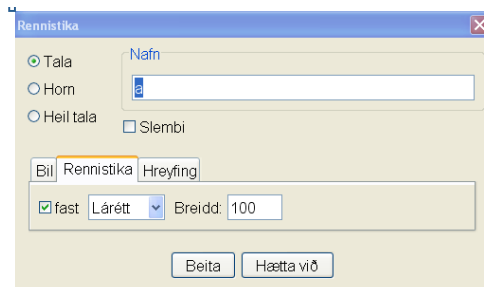 Rennistika
Tala
Nafn
a
Horn
Heil tala
Slembi
Bil Rennistika Hreyfing
fast Lárétt Breidd: 100
Beita Hætta við